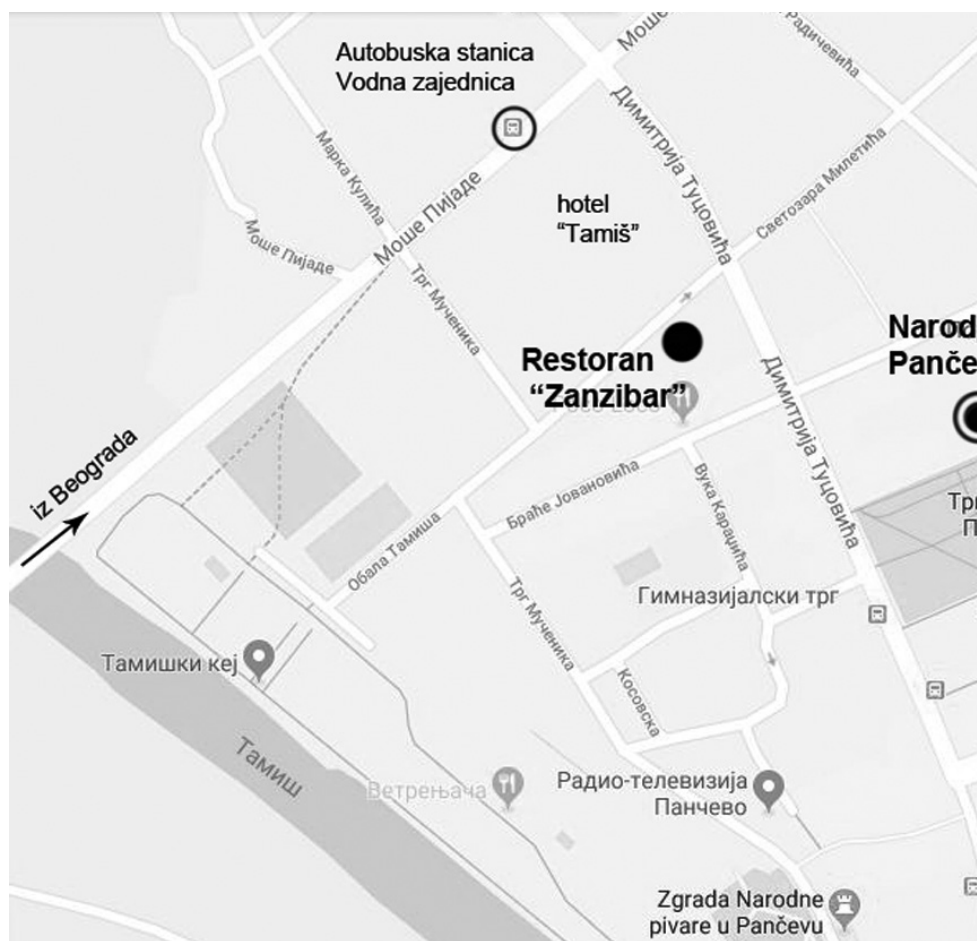 Autobuska stanica
Vodna zajednica
Моше
Димитрија Туцовића
Светозара Милетића
Марка Кулића
Моше Пијаде
Моше Пијаде
hotel
“Tamiš”
Трг Мученика
Restoran
“Zanzibar”
Narod
Panče
Димитрија Туцовића
iz Beograda
Браће Јовановића
Вука Караџића
Обала Тамиша
Трг Мученика
Гимназијалски трг
Тамишки кеј
Косовска
Тамиш
Ветрењача
Радио-телевизија
Панчево
Zgrada Narodne
pivare u Pančevu